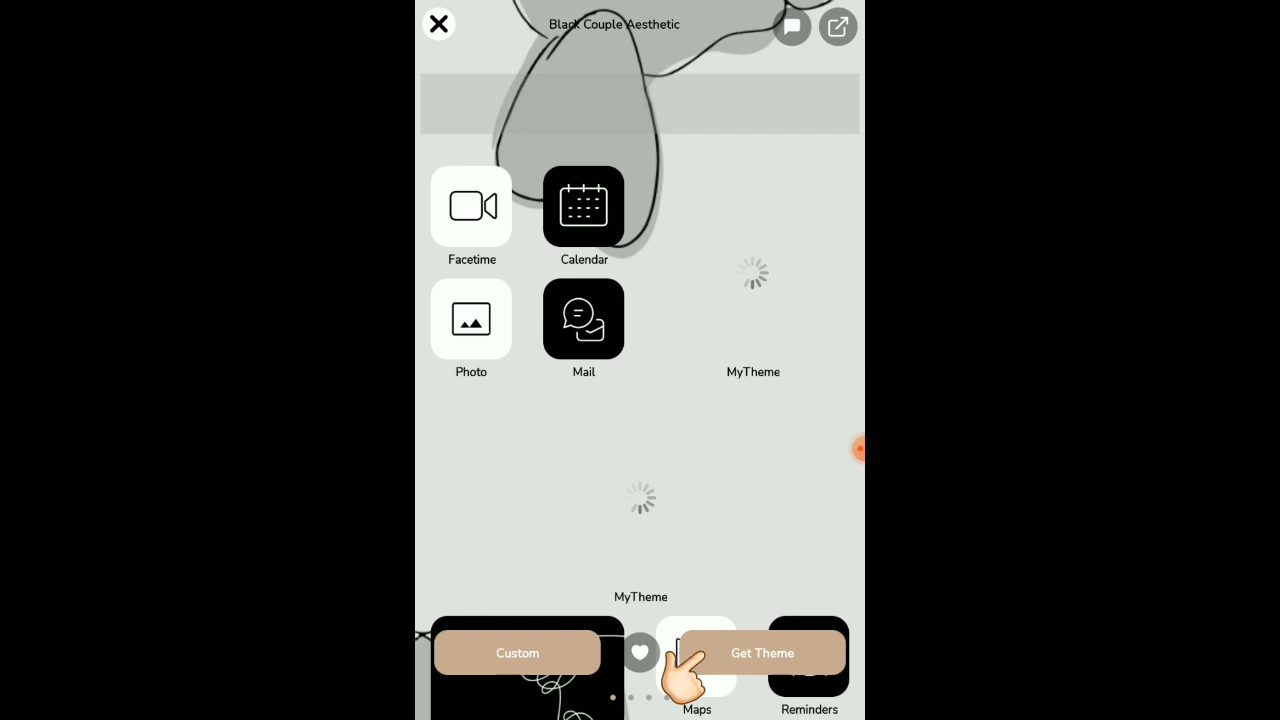 Black Couple Aesthetic
Facetime
Calendar
Photo
Mail
MyTheme
MyTheme
Custom
Get Theme
Maps
Reminders